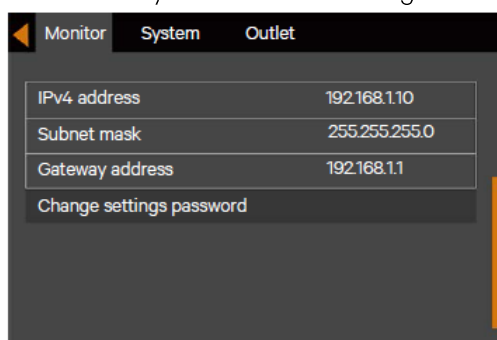 Monitor System Outlet
IPv4 address 192.168.1.10
Subnet mask 255.255.255.0
Gateway address 192.168.1.1
Change settings password